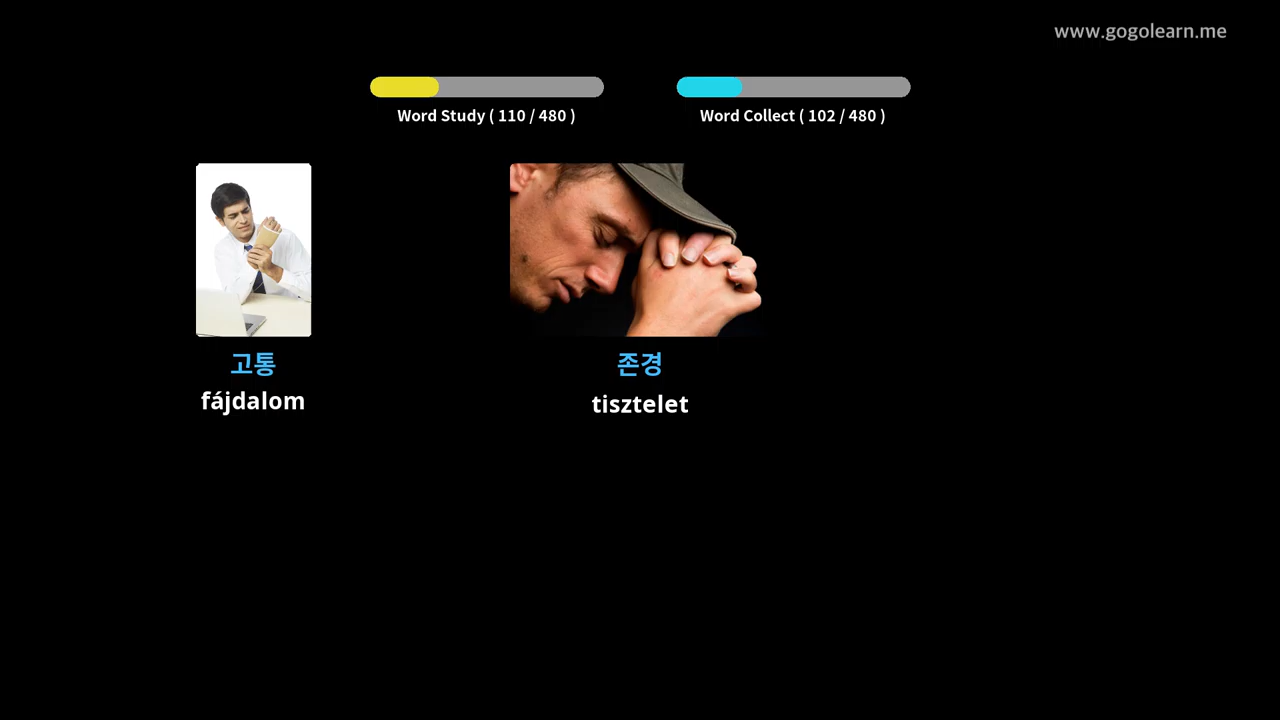 www.gogolearn.me
Word Study ( 110 / 480 )
Word Collect ( 102 / 480 )
고통
fájdalom
존경
tisztelet